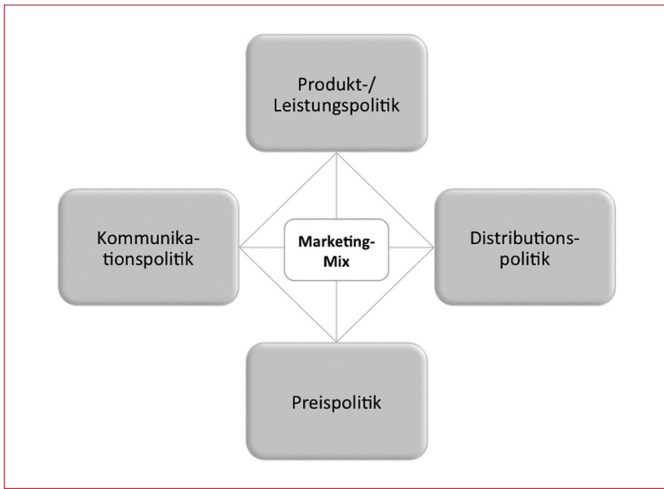 Produkt-/
Leistungspolitik
Kommunika-
tionspolitik
Marketing-
Mix
Distributions-
politik
Preispolitik